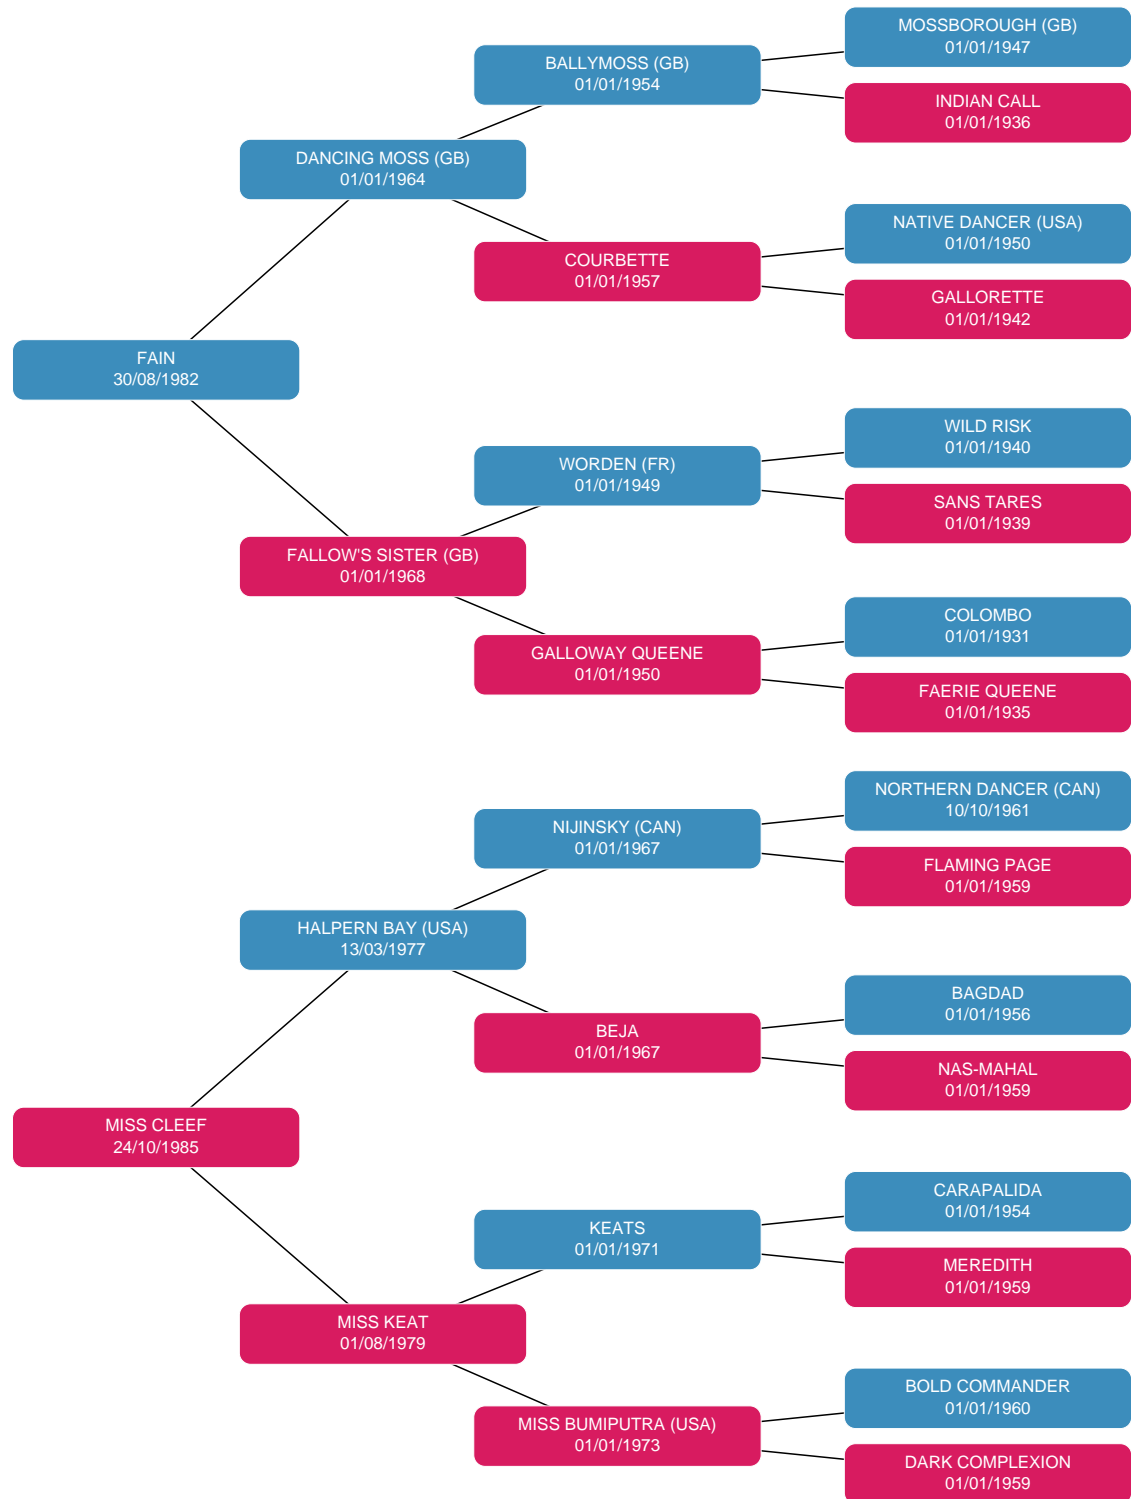 MOSSBOROUGH (GB)
01/01/1947
BALLYMOSS (GB)
01/01/1954
INDIAN CALL
01/01/1936
DANCING MOSS (GB)
01/01/1964
NATIVE DANCER (USA)
01/01/1950
COURBETTE
01/01/1957
GALLORETTE
01/01/1942
FAIN
30/08/1982
WILD RISK
01/01/1940
WORDEN (FR)
01/01/1949
SANS TARES
01/01/1939
FALLOW'S SISTER (GB)
01/01/1968
COLOMBO
01/01/1931
GALLOWAY QUEENE
01/01/1950
FAERIE QUEENE
01/01/1935
NORTHERN DANCER (CAN)
10/10/1961
NIJINSKY (CAN)
01/01/1967
FLAMING PAGE
01/01/1959
HALPERN BAY (USA)
13/03/1977
BAGDAD
01/01/1956
BEJA
01/01/1967
NAS-MAHAL
01/01/1959
MISS CLEEF
24/10/1985
CARAPALIDA
01/01/1954
KEATS
01/01/1971
MEREDITH
01/01/1959
MISS KEAT
01/08/1979
BOLD COMMANDER
01/01/1960
MISS BUMIPUTRA (USA)
01/01/1973
DARK COMPLEXION
01/01/1959